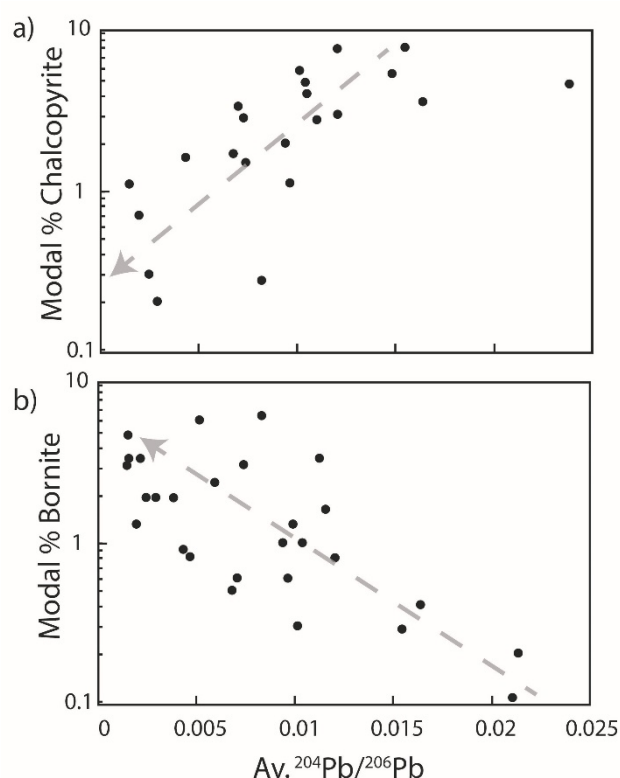 a)
Modal % Chalcopyrite
10
1
0.1
b)
Modal % Bornite
10
1
0.1
0 0.005 0.01 0.015 0.02 0.025
Av. ²⁰⁴Pb/²⁰⁶Pb